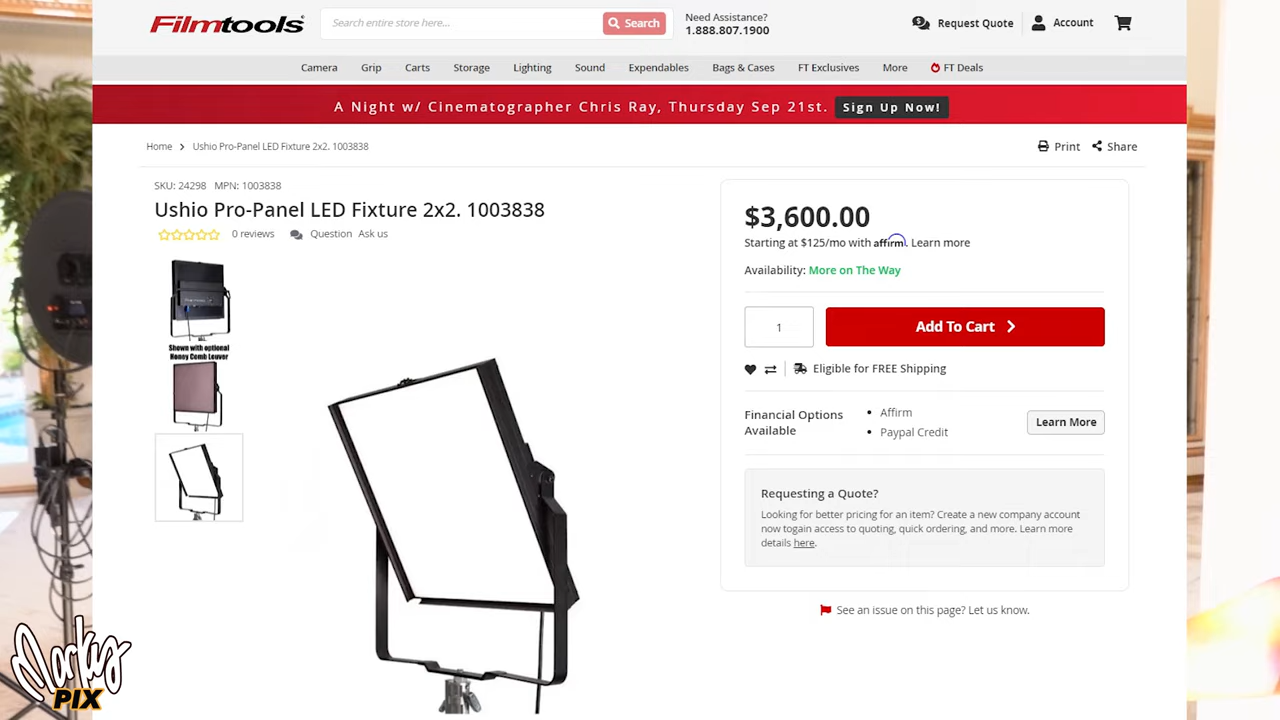 Filmtools
Search entire store here...
Search
Need Assistance?
1.888.807.1900
Request Quote
Account
Camera Grip Carts Storage Lighting Sound Expendables Bags & Cases FT Exclusives More FT Deals
A Night w/ Cinematographer Chris Ray, Thursday Sep 21st. Sign Up Now!
Home > Ushio Pro-Panel LED Fixture 2x2. 1003838
Print Share
SKU: 24298 MPN: 1003838
Ushio Pro-Panel LED Fixture 2x2. 1003838
0 reviews Question Ask us
Shown with optional
Honey Comb Louver
$3,600.00
Starting at $125/mo with affirm. Learn more
Availability: More on The Way
1
Add To Cart
Eligible for FREE Shipping
Financial Options
Available
• Affirm
• Paypal Credit
Learn More
Requesting a Quote?
Looking for better pricing for an item? Create a new company account
now togain access to quoting, quick ordering, and more. Learn more
details here.
See an issue on this page? Let us know.
Markus
PIX